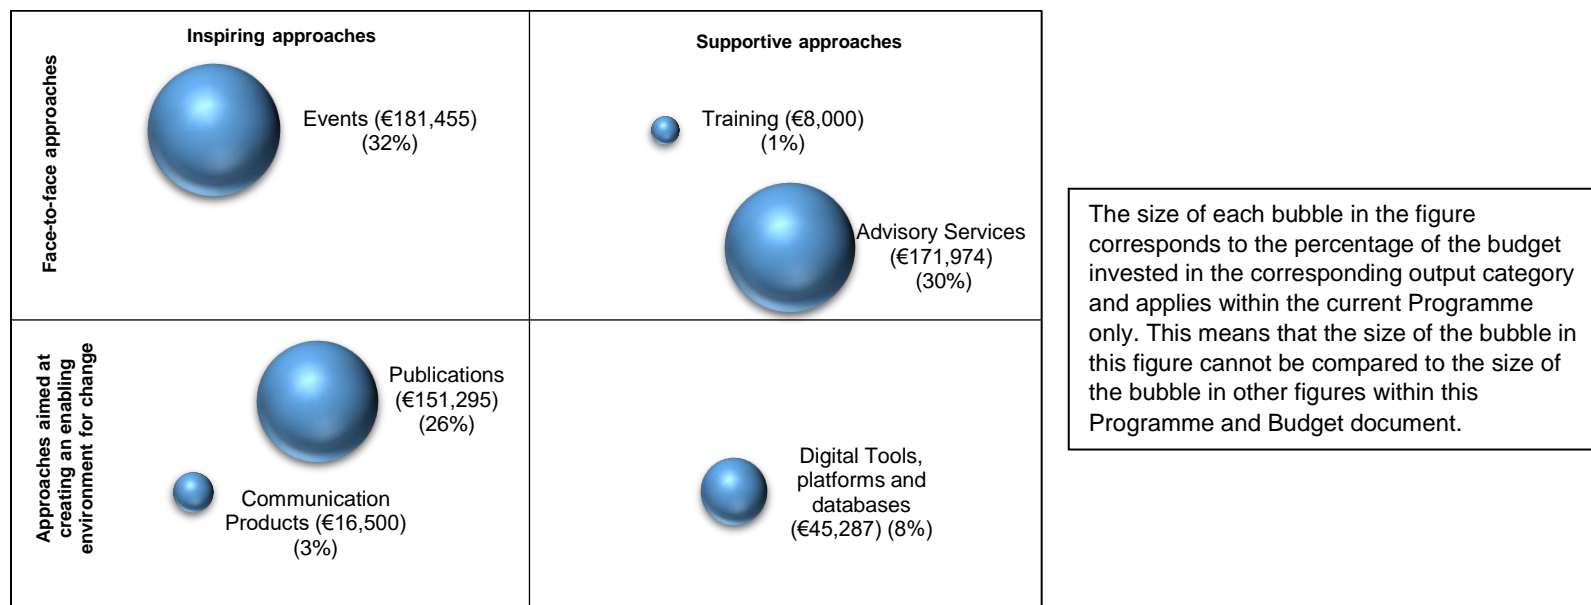 Inspiring approaches
Supportive approaches
Face-to-face approaches
Events (€181,455)
(32%)
Training (€8,000)
(1%)
Advisory Services
(€171,974)
(30%)
Approaches aimed at
creating an enabling
environment for change
Publications
(€151,295)
(26%)
Communication
Products (€16,500)
(3%)
Digital Tools,
platforms and
databases
(€45,287) (8%)
The size of each bubble in the figure
corresponds to the percentage of the budget
invested in the corresponding output category
and applies within the current Programme
only. This means that the size of the bubble in
this figure cannot be compared to the size of
the bubble in other figures within this
Programme and Budget document.